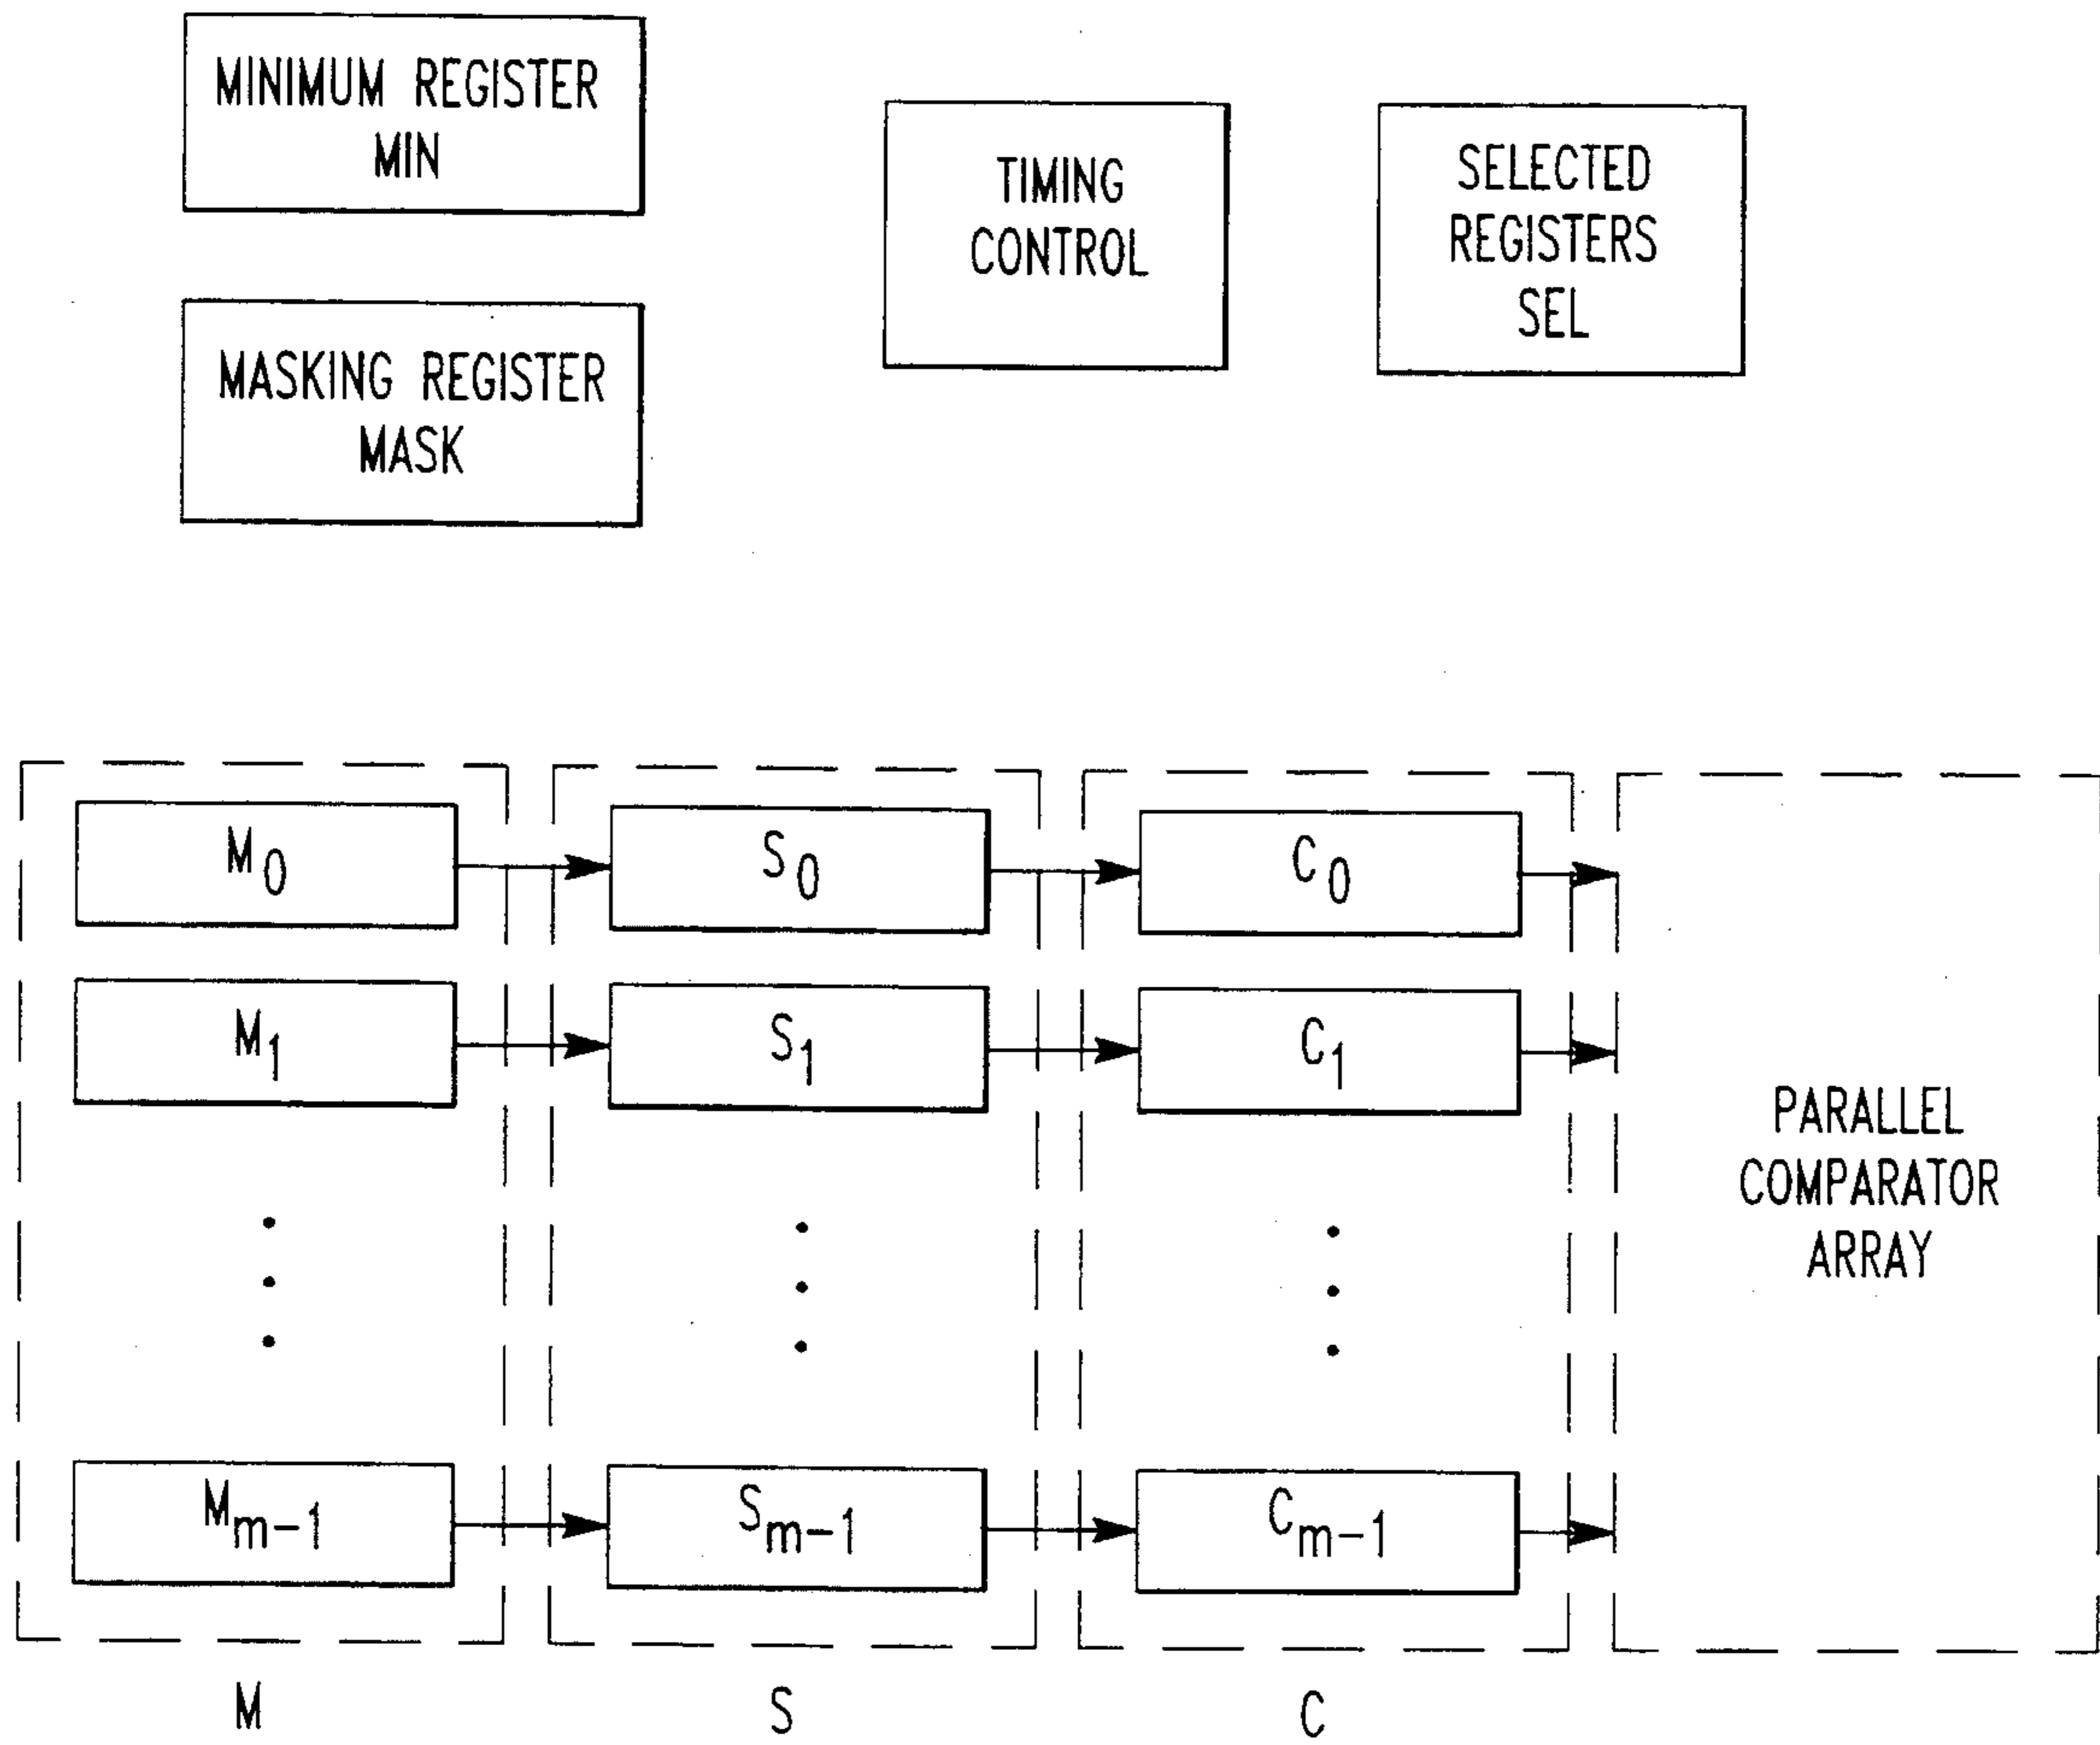 MINIMUM REGISTER
MIN
TIMING
CONTROL
SELECTED
REGISTERS
SEL
MASKING REGISTER
MASK
M₀
S₀
C₀
M₁
S₁
C₁
PARALLEL
COMPARATOR
ARRAY
Mₘ₋₁
Sₘ₋₁
Cₘ₋₁
M
S
C